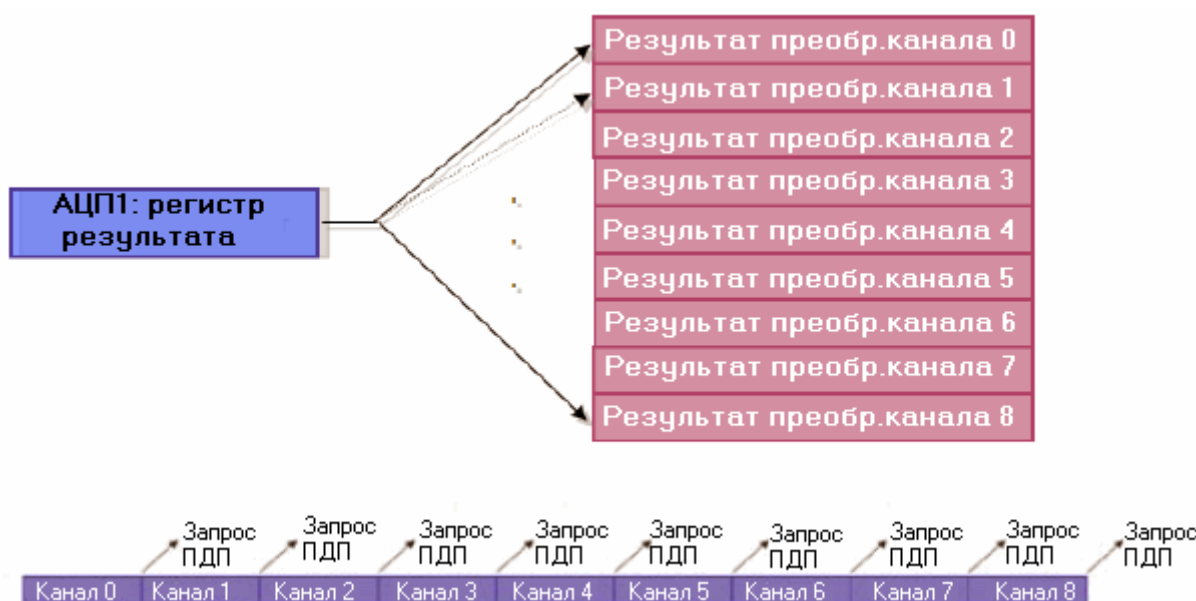 Результат преобр.канала 0
Результат преобр.канала 1
Результат преобр.канала 2
Результат преобр.канала 3
Результат преобр.канала 4
Результат преобр.канала 5
Результат преобр.канала 6
Результат преобр.канала 7
Результат преобр.канала 8
АЦП1: регистр
результата
Запрос
ПДП
Запрос
ПДП
Запрос
ПДП
Запрос
ПДП
Запрос
ПДП
Запрос
ПДП
Запрос
ПДП
Запрос
ПДП
Запрос
ПДП
Канал 0
Канал 1
Канал 2
Канал 3
Канал 4
Канал 5
Канал 6
Канал 7
Канал 8